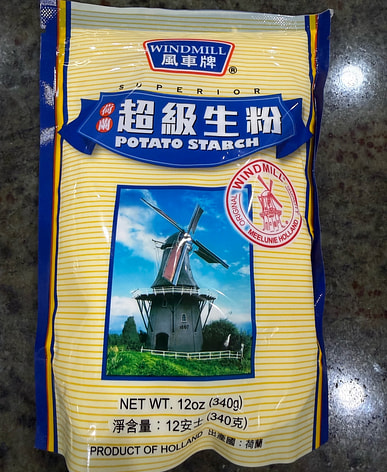 WINDMILL
風車牌
®
SUPERIOR
荷蘭
超級生粉
POTATO STARCH
WINDMILL
ORIGINAL
MEELUNIE HOLLAND
NET WT. 12oz (340g)
淨含量：12安士 (340克)
PRODUCT OF HOLLAND 出產國：荷蘭